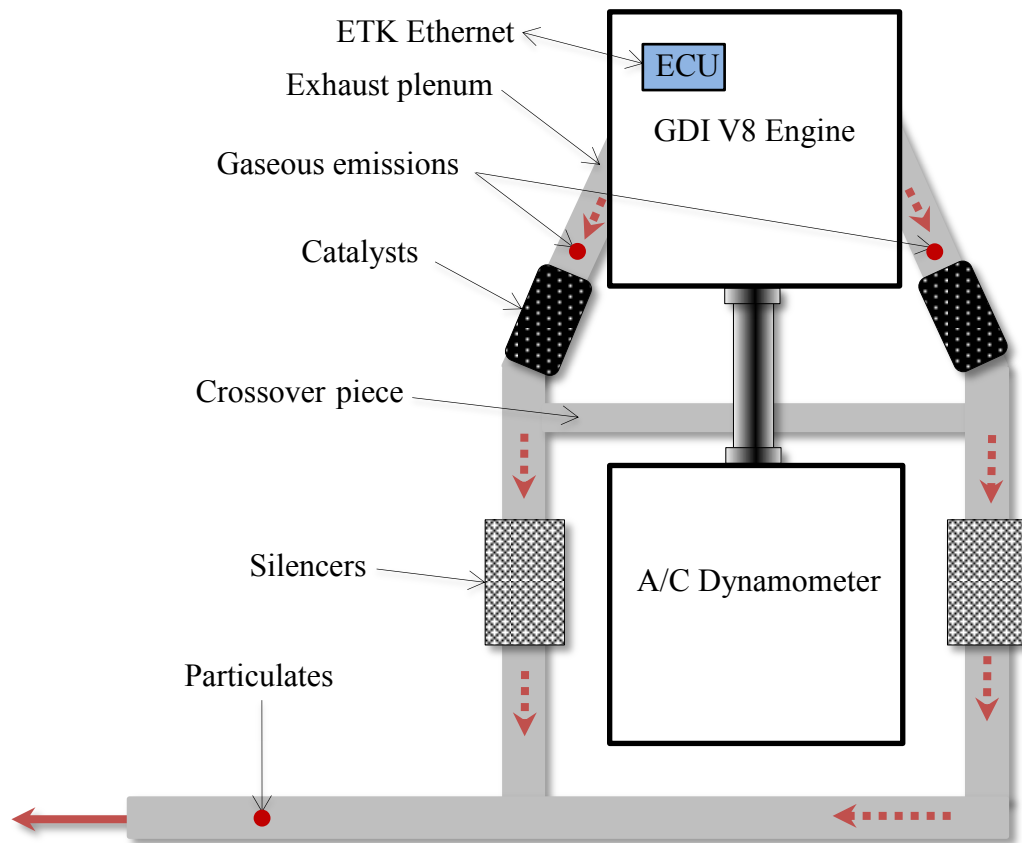 ETK Ethernet
ECU
Exhaust plenum
GDI V8 Engine
Gaseous emissions
Catalysts
Crossover piece
Silencers
A/C Dynamometer
Particulates